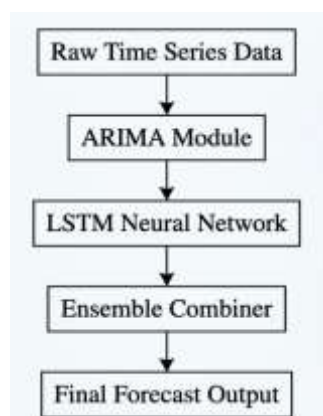 Raw Time Series Data
ARIMA Module
LSTM Neural Network
Ensemble Combiner
Final Forecast Output